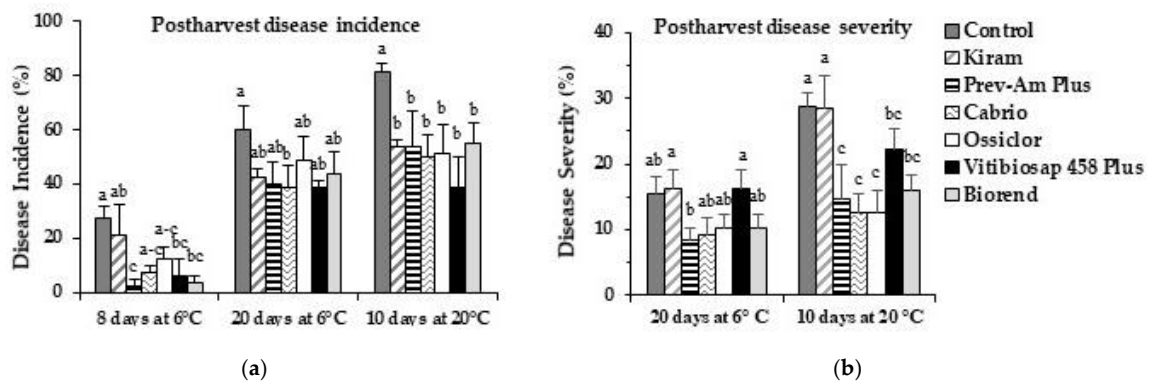 Postharvest disease incidence
Disease Incidence (%)
100
80
60
40
20
0
a ab c a-c a-c bc bc
a ab ab b ab ab ab
a b b b b b b
8 days at 6°C 20 days at 6°C 10 days at 20°C
(a)
Postharvest disease severity
Disease Severity (%)
40
30
20
10
0
ab a b ab ab a ab
a a c c c bc bc
20 days at 6° C 10 days at 20 °C
(b)
Control
Kiram
Prev-Am Plus
Cabrio
Ossiclor
Vitibiosap 458 Plus
Biorend